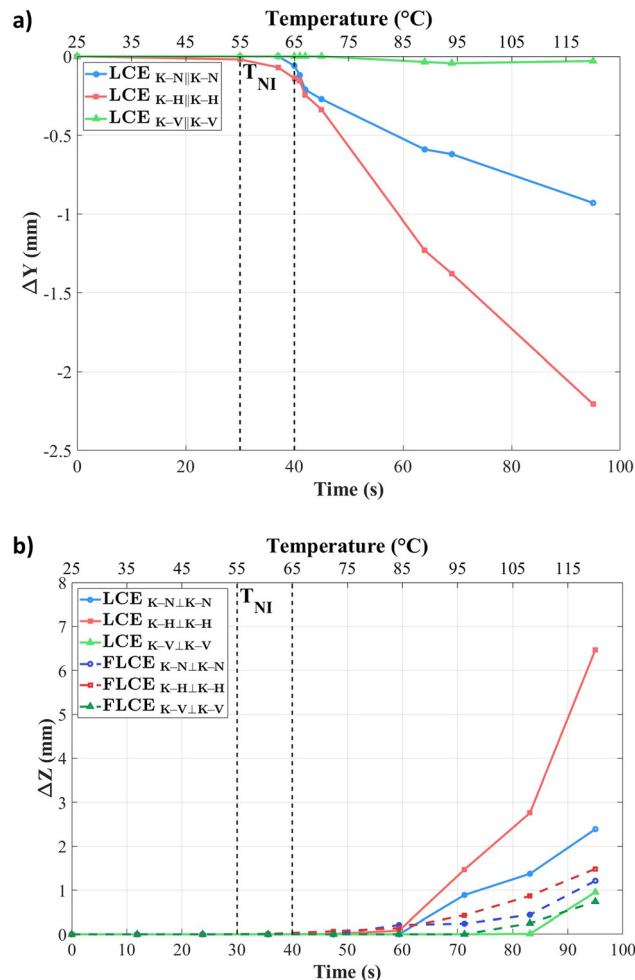 a)
Temperature (°C)
25 35 45 55 65 75 85 95 105 115
0
-0.5
-1
-1.5
-2
-2.5
ΔY (mm)
LCE K–N||K–N
LCE K–H||K–H
LCE K–V||K–V
T NI
0 20 40 60 80 100
Time (s)
b)
Temperature (°C)
25 35 45 55 65 75 85 95 105 115
8
7
6
5
4
3
2
1
0
ΔZ (mm)
LCE K–N⊥K–N
LCE K–H⊥K–H
LCE K–V⊥K–V
FLCE K–N⊥K–N
FLCE K–H⊥K–H
FLCE K–V⊥K–V
T NI
0 10 20 30 40 50 60 70 80 90 100
Time (s)